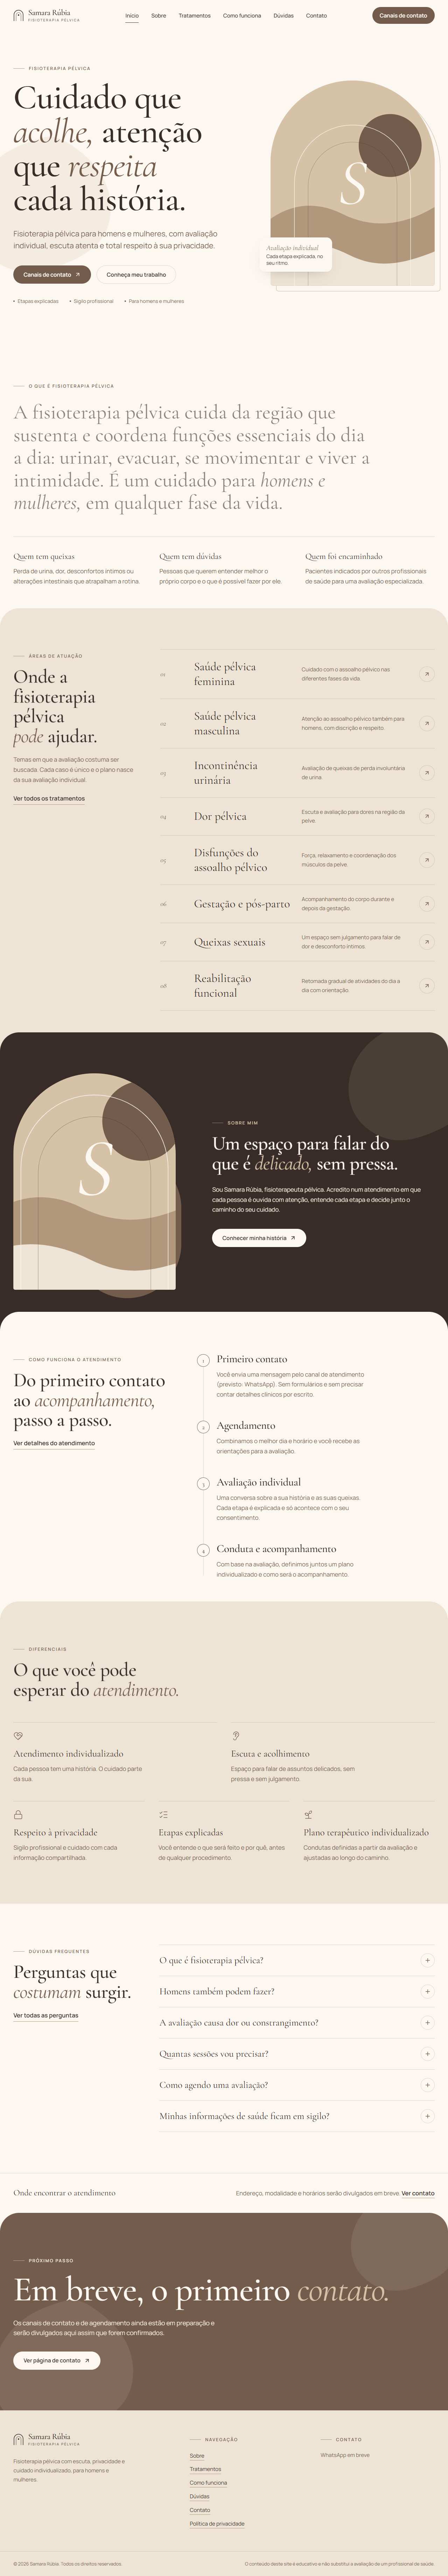 Samara Rúbia
FISIOTERAPIA PÉLVICA
Início
Sobre
Tratamentos
Como funciona
Dúvidas
Contato
Canais de contato
FISIOTERAPIA PÉLVICA
Cuidado que
acolhe, atenção
que respeita
cada história.
Fisioterapia pélvica para homens e mulheres, com avaliação
individual, escuta atenta e total respeito à sua privacidade.
Canais de contato
Conheça meu trabalho
Etapas explicadas
Sigilo profissional
Para homens e mulheres
S
Avaliação individual
Cada etapa explicada, no
seu ritmo.
O QUE É FISIOTERAPIA PÉLVICA
A fisioterapia pélvica cuida da região que
sustenta e coordena funções essenciais do dia
a dia: urinar, evacuar, se movimentar e viver a
intimidade. É um cuidado para homens e
mulheres, em qualquer fase da vida.
Quem tem queixas
Perda de urina, dor, desconfortos íntimos ou
alterações intestinais que atrapalham a rotina.
Quem tem dúvidas
Pessoas que querem entender melhor o
próprio corpo e o que é possível fazer por ele.
Quem foi encaminhado
Pacientes indicados por outros profissionais
de saúde para uma avaliação especializada.
ÁREAS DE ATUAÇÃO
Onde a
fisioterapia
pélvica
pode ajudar.
Temas em que a avaliação costuma ser
buscada. Cada caso é único e o plano nasce
da sua avaliação individual.
Ver todos os tratamentos
01
Saúde pélvica
feminina
Cuidado com o assoalho pélvico nas
diferentes fases da vida.
02
Saúde pélvica
masculina
Atenção ao assoalho pélvico também para
homens, com discrição e respeito.
03
Incontinência
urinária
Avaliação de queixas de perda involuntária
de urina.
04
Dor pélvica
Escuta e avaliação para dores na região da
pelve.
05
Disfunções do
assoalho pélvico
Força, relaxamento e coordenação dos
músculos da pelve.
06
Gestação e pós-parto
Acompanhamento do corpo durante e
depois da gestação.
07
Queixas sexuais
Um espaço sem julgamento para falar de
dor e desconforto íntimos.
08
Reabilitação
funcional
Retomada gradual de atividades do dia a
dia com orientação.
S
SOBRE MIM
Um espaço para falar do
que é delicado, sem pressa.
Sou Samara Rúbia, fisioterapeuta pélvica. Acredito num atendimento em que
cada pessoa é ouvida com atenção, entende cada etapa e decide junto o
caminho do seu cuidado.
Conhecer minha história
COMO FUNCIONA O ATENDIMENTO
Do primeiro contato
ao acompanhamento,
passo a passo.
Ver detalhes do atendimento
1
Primeiro contato
Você envia uma mensagem pelo canal de atendimento
(previsto: WhatsApp). Sem formulários e sem precisar
contar detalhes clínicos por escrito.
2
Agendamento
Combinamos o melhor dia e horário e você recebe as
orientações para a avaliação.
3
Avaliação individual
Uma conversa sobre a sua história e as suas queixas.
Cada etapa é explicada e só acontece com o seu
consentimento.
4
Conduta e acompanhamento
Com base na avaliação, definimos juntos um plano
individualizado e como será o acompanhamento.
DIFERENCIAIS
O que você pode
esperar do atendimento.
Atendimento individualizado
Cada pessoa tem uma história. O cuidado parte
da sua.
Escuta e acolhimento
Espaço para falar de assuntos delicados, sem
pressa e sem julgamento.
Respeito à privacidade
Sigilo profissional e cuidado com cada
informação compartilhada.
Etapas explicadas
Você entende o que será feito e por quê, antes
de qualquer procedimento.
Plano terapêutico individualizado
Condutas definidas a partir da avaliação e
ajustadas ao longo do caminho.
DÚVIDAS FREQUENTES
Perguntas que
costumam surgir.
Ver todas as perguntas
O que é fisioterapia pélvica?
Homens também podem fazer?
A avaliação causa dor ou constrangimento?
Quantas sessões vou precisar?
Como agendo uma avaliação?
Minhas informações de saúde ficam em sigilo?
Onde encontrar o atendimento
Endereço, modalidade e horários serão divulgados em breve. Ver contato
PRÓXIMO PASSO
Em breve, o primeiro contato.
Os canais de contato e de agendamento ainda estão em preparação e
serão divulgados aqui assim que forem confirmados.
Ver página de contato
Samara Rúbia
FISIOTERAPIA PÉLVICA
Fisioterapia pélvica com escuta, privacidade e
cuidado individualizado, para homens e
mulheres.
NAVEGAÇÃO
Sobre
Tratamentos
Como funciona
Dúvidas
Contato
Política de privacidade
CONTATO
WhatsApp em breve
© 2026 Samara Rúbia. Todos os direitos reservados.
O conteúdo deste site é educativo e não substitui a avaliação de um profissional de saúde.